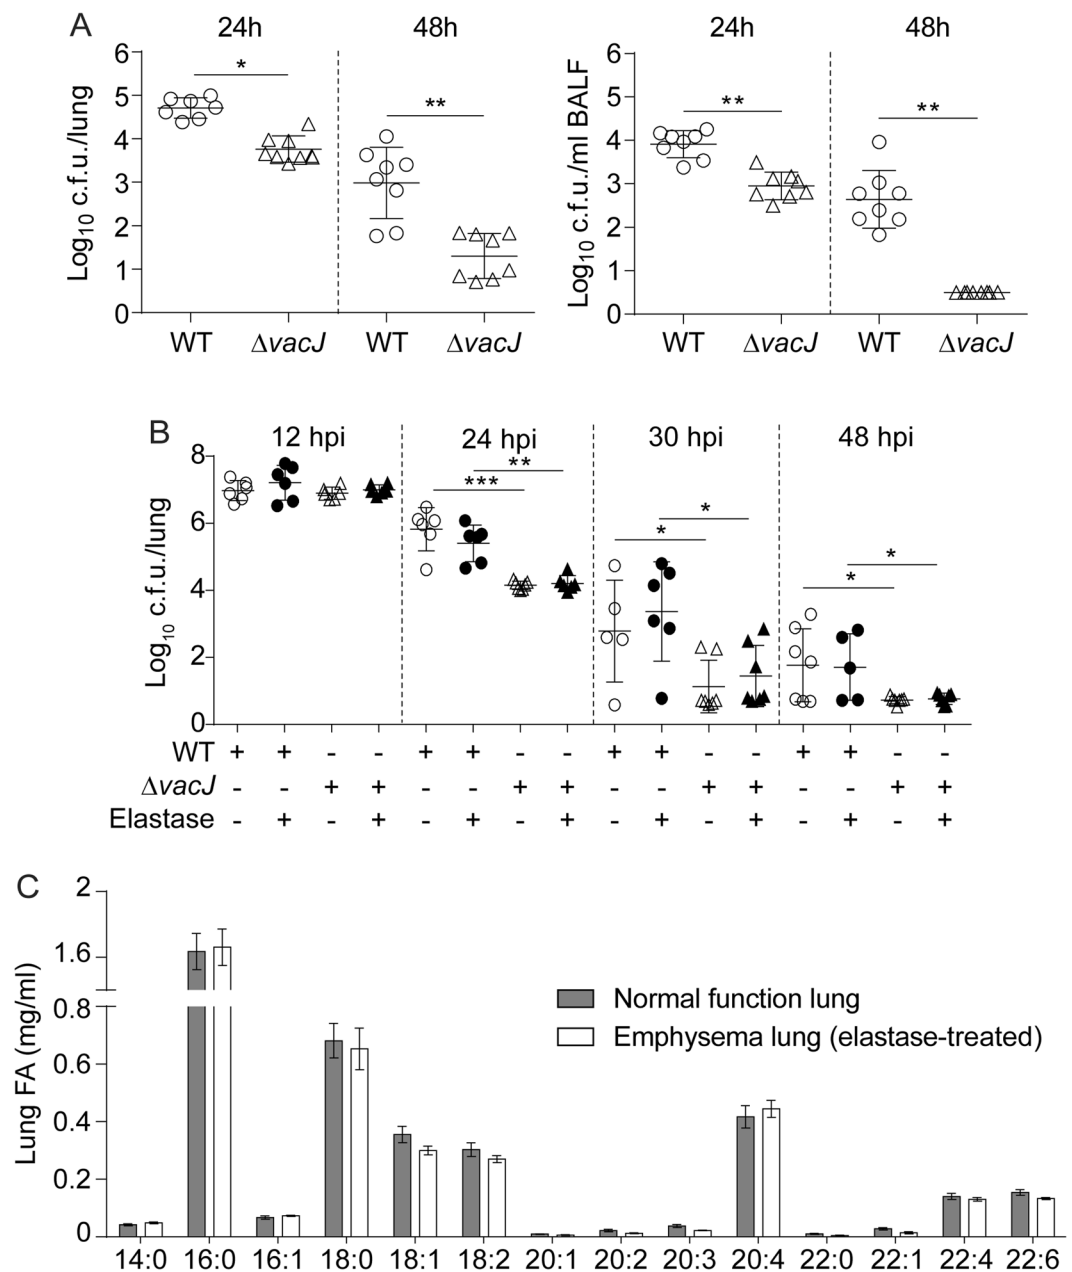 A
24h 48h 24h 48h
Log10 c.f.u./lung
6
5
4
3
2
1
0
* **
WT ΔvacJ WT ΔvacJ
Log10 c.f.u./ml BALF
6
5
4
3
2
1
0
** **
WT ΔvacJ WT ΔvacJ
B
12 hpi 24 hpi 30 hpi 48 hpi
Log10 c.f.u./lung
8
6
4
2
0
**
***
*
*
*
*
WT + + - - + + - - + + - - + + - -
ΔvacJ - - + + - - + + - - + + - - + +
Elastase - + - + - + - + - + - + - + - +
C
Lung FA (mg/ml)
2
1.6
0.8
0.6
0.4
0.2
0
Normal function lung
Emphysema lung (elastase-treated)
14:0 16:0 16:1 18:0 18:1 18:2 20:1 20:2 20:3 20:4 22:0 22:1 22:4 22:6